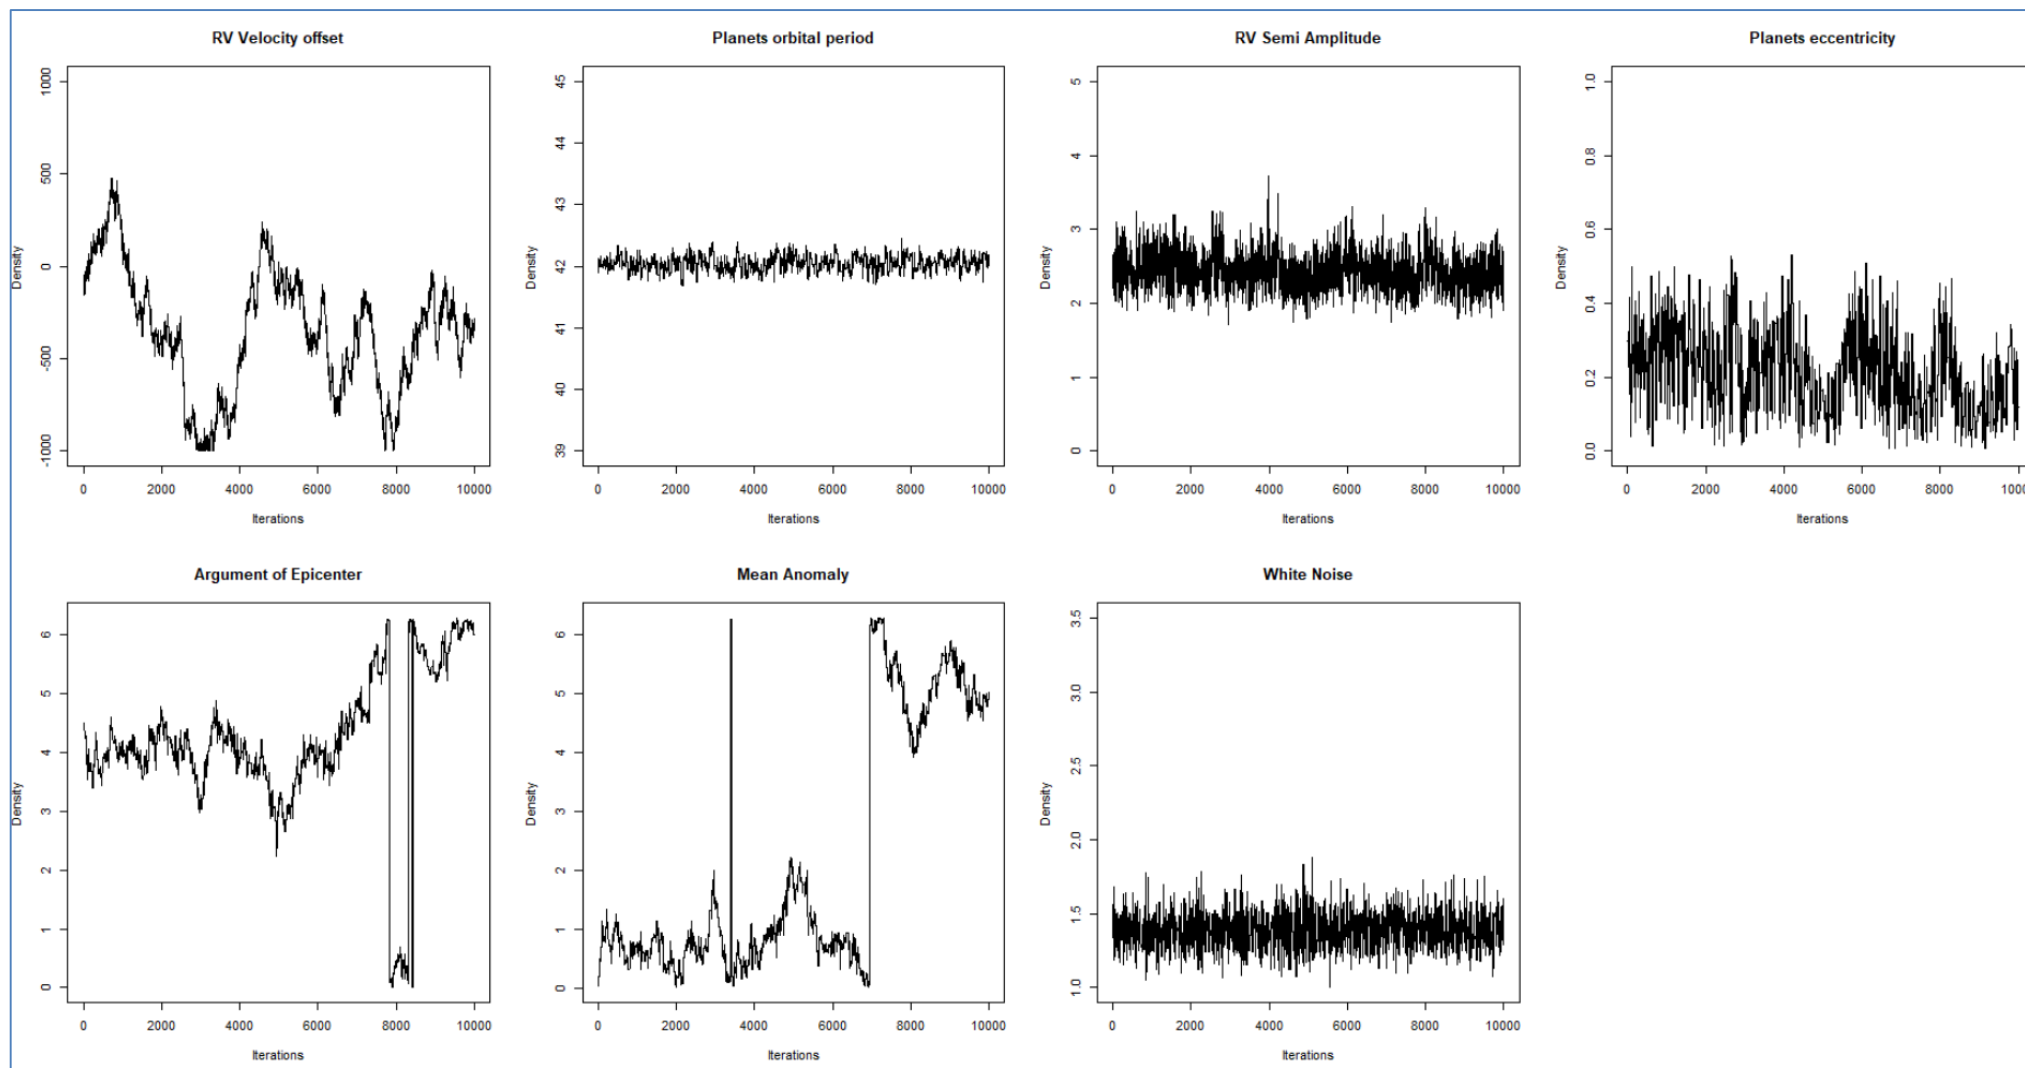 RV Velocity offset
Planets orbital period
RV Semi Amplitude
Planets eccentricity
Density
1000
500
0
-500
-1000
0 2000 4000 6000 8000 10000
Iterations
Density
45
44
43
42
41
40
39
0 2000 4000 6000 8000 10000
Iterations
Density
5
4
3
2
1
0
0 2000 4000 6000 8000 10000
Iterations
Density
1.0
0.8
0.6
0.4
0.2
0.0
0 2000 4000 6000 8000 1000
Iterations
Argument of Epicenter
Mean Anomaly
White Noise
Density
6
5
4
3
2
1
0
0 2000 4000 6000 8000 10000
Iterations
Density
6
5
4
3
2
1
0
0 2000 4000 6000 8000 10000
Iterations
Density
3.5
3.0
2.5
2.0
1.5
1.0
0 2000 4000 6000 8000 10000
Iterations